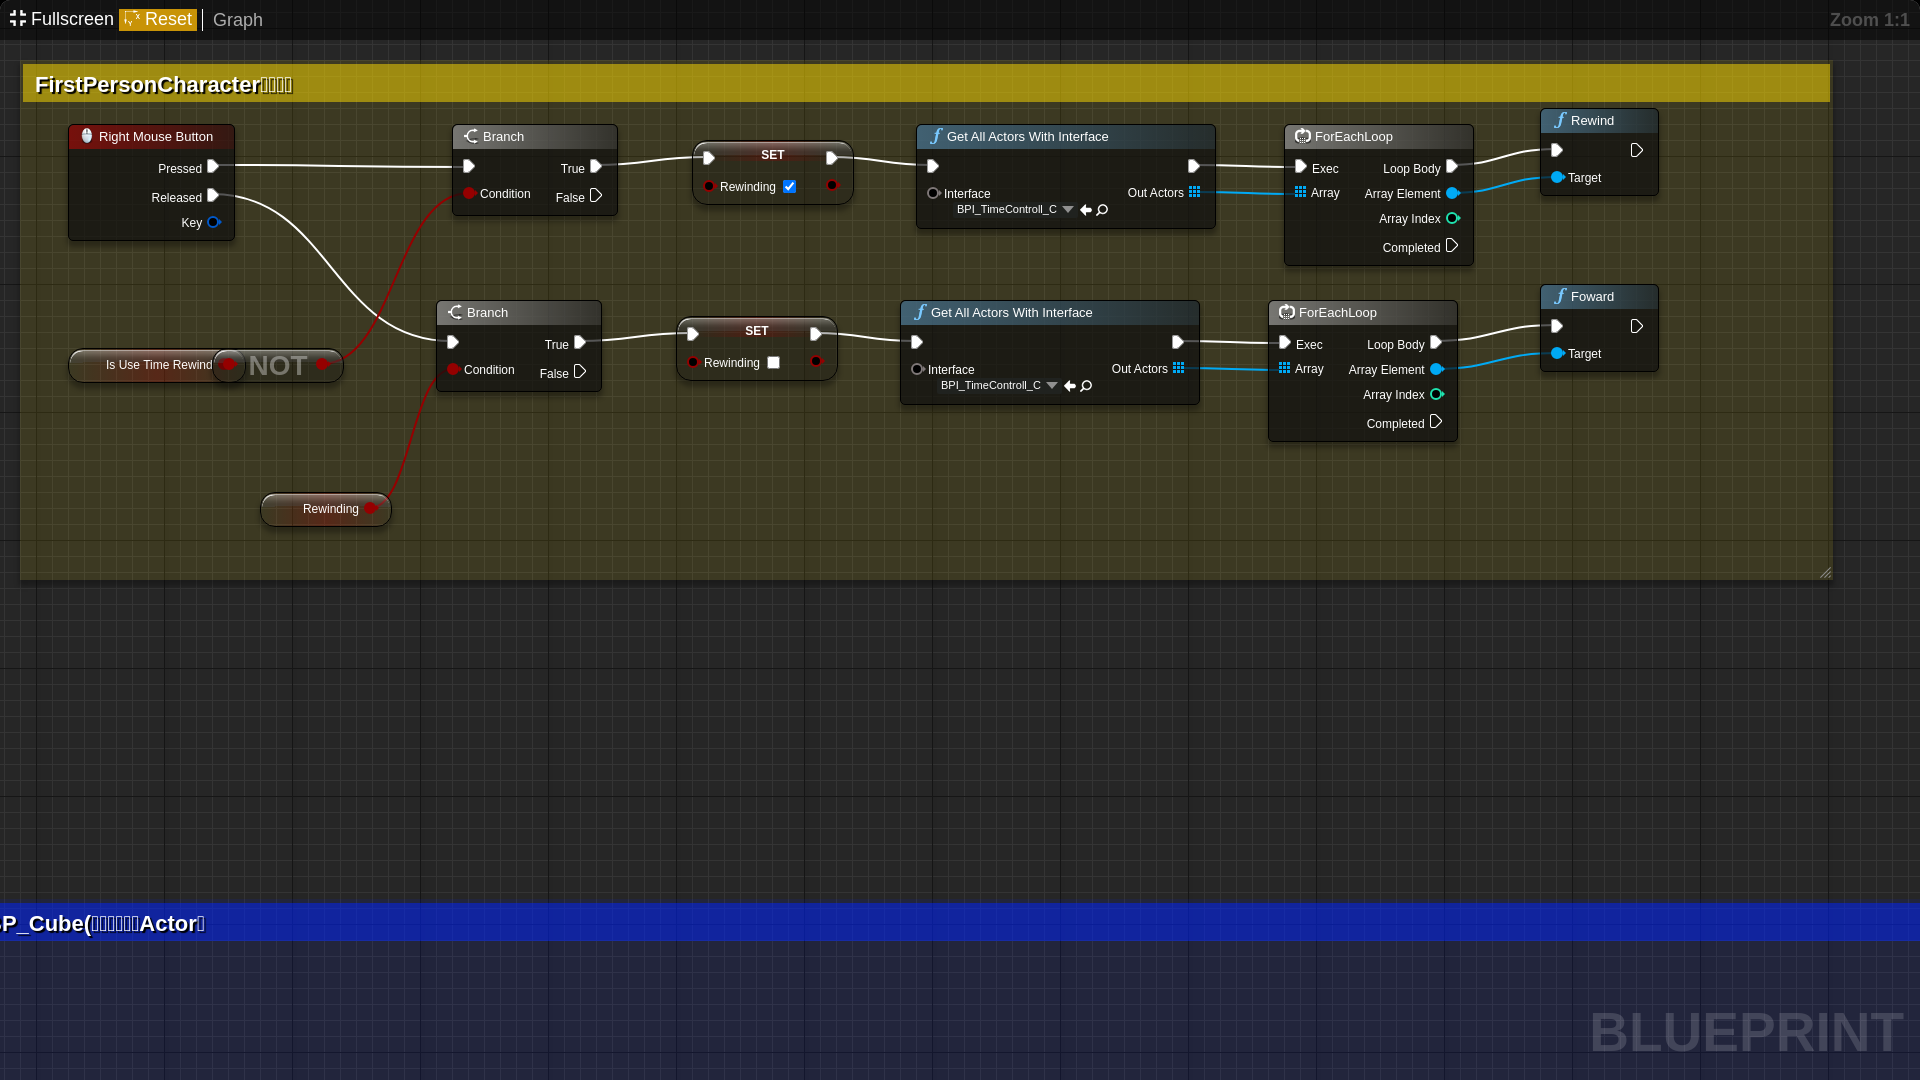 Fullscreen Reset Graph Zoom 1:1
FirstPersonCharacter
Right Mouse Button
Pressed
Released
Key
Branch
True
Condition
False
SET
Rewinding
Get All Actors With Interface
Interface
Out Actors
BPI_TimeControll_C
ForEachLoop
Exec
Loop Body
Array
Array Element
Array Index
Completed
Rewind
Target
Is Use Time Rewind
NOT
Branch
True
Condition
False
SET
Rewinding
Get All Actors With Interface
Interface
Out Actors
BPI_TimeControll_C
ForEachLoop
Exec
Loop Body
Array
Array Element
Array Index
Completed
Foward
Target
Rewinding
P_Cube( Actor
BLUEPRINT